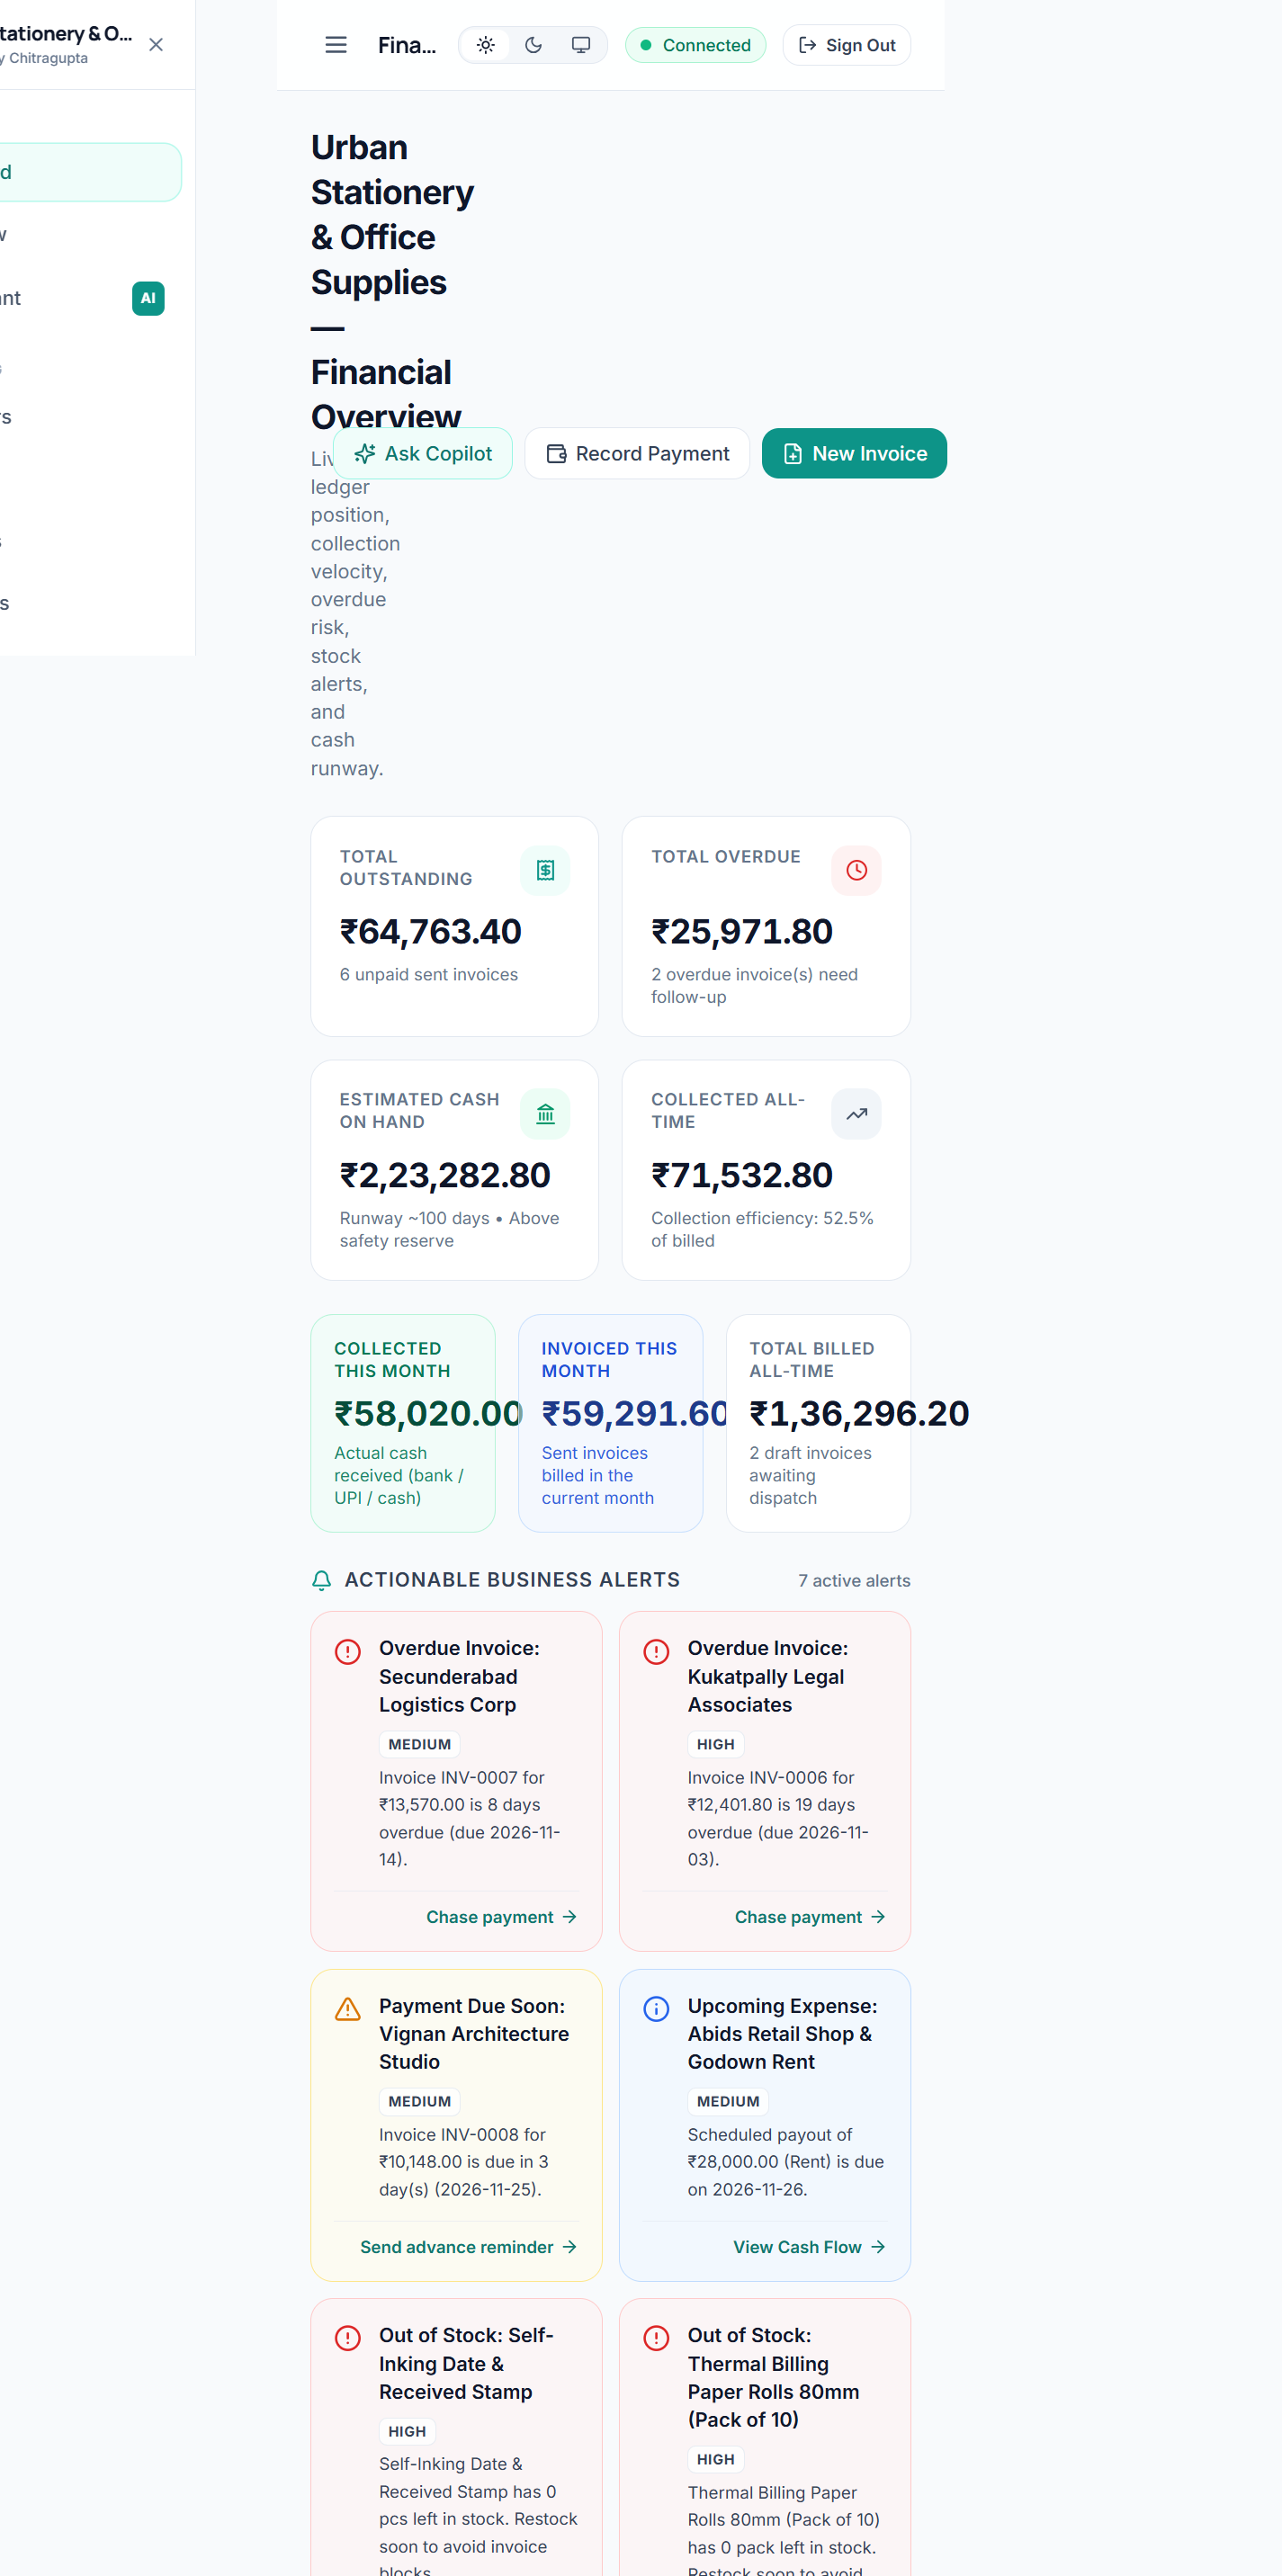 tationery & O...
y Chitragupta
d
w
nt
AI
rs
s
s
Fina...
Connected
Sign Out
Urban
Stationery
& Office
Supplies
—
Financial
Overview
Ask Copilot
Record Payment
New Invoice
ledger
position,
collection
velocity,
overdue
risk,
stock
alerts,
and
cash
runway.
TOTAL
OUTSTANDING
₹64,763.40
6 unpaid sent invoices
TOTAL OVERDUE
₹25,971.80
2 overdue invoice(s) need
follow-up
ESTIMATED CASH
ON HAND
₹2,23,282.80
Runway ~100 days • Above
safety reserve
COLLECTED ALL-
TIME
₹71,532.80
Collection efficiency: 52.5%
of billed
COLLECTED
THIS MONTH
₹58,020.00
Actual cash
received (bank /
UPI / cash)
INVOICED THIS
MONTH
₹59,291.60
Sent invoices
billed in the
current month
TOTAL BILLED
ALL-TIME
₹1,36,296.20
2 draft invoices
awaiting
dispatch
ACTIONABLE BUSINESS ALERTS
7 active alerts
Overdue Invoice:
Secunderabad
Logistics Corp
MEDIUM
Invoice INV-0007 for
₹13,570.00 is 8 days
overdue (due 2026-11-
14).
Chase payment
Overdue Invoice:
Kukatpally Legal
Associates
HIGH
Invoice INV-0006 for
₹12,401.80 is 19 days
overdue (due 2026-11-
03).
Chase payment
Payment Due Soon:
Vignan Architecture
Studio
MEDIUM
Invoice INV-0008 for
₹10,148.00 is due in 3
day(s) (2026-11-25).
Send advance reminder
Upcoming Expense:
Abids Retail Shop &
Godown Rent
MEDIUM
Scheduled payout of
₹28,000.00 (Rent) is due
on 2026-11-26.
View Cash Flow
Out of Stock: Self-
Inking Date &
Received Stamp
HIGH
Self-Inking Date &
Received Stamp has 0
pcs left in stock. Restock
soon to avoid invoice
blocks.
Out of Stock:
Thermal Billing
Paper Rolls 80mm
(Pack of 10)
HIGH
Thermal Billing Paper
Rolls 80mm (Pack of 10)
has 0 pack left in stock.
Restock soon to avoid